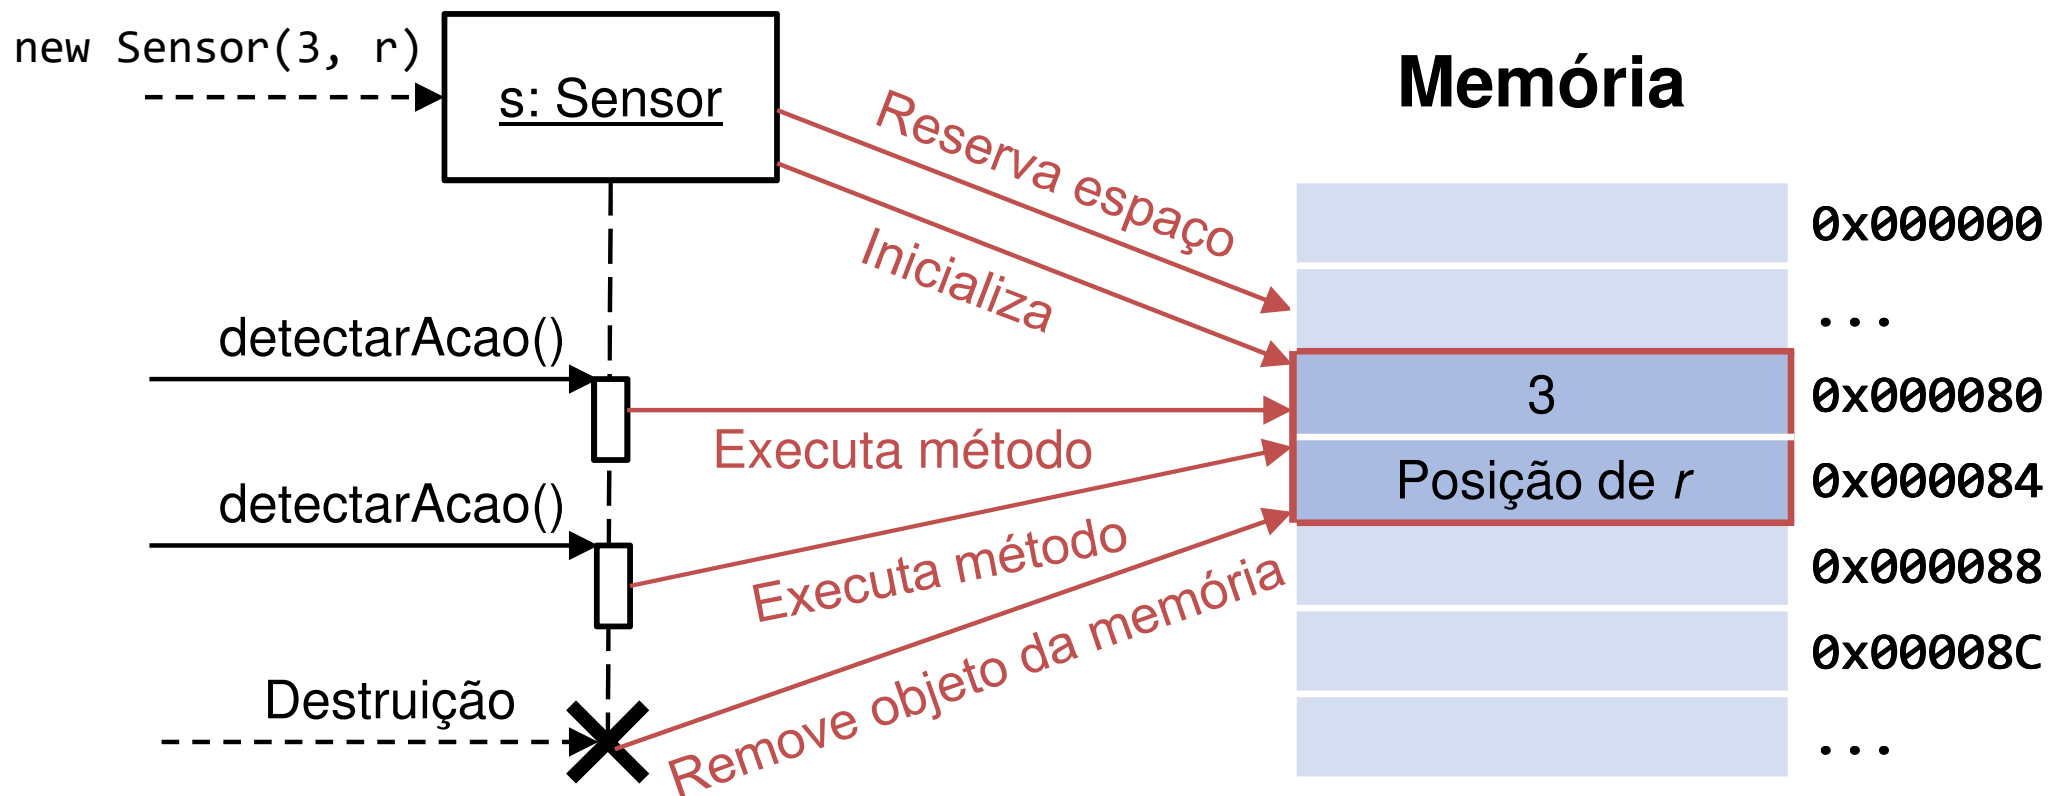 new Sensor(3, r)
s: Sensor
Memória
Reserva espaço
Inicializa
0x000000
...
detectarAcao()
3
0x000080
Executa método
Posição de r
0x000084
detectarAcao()
Executa método
0x000088
Remove objeto da memória
0x00008C
Destruição
...